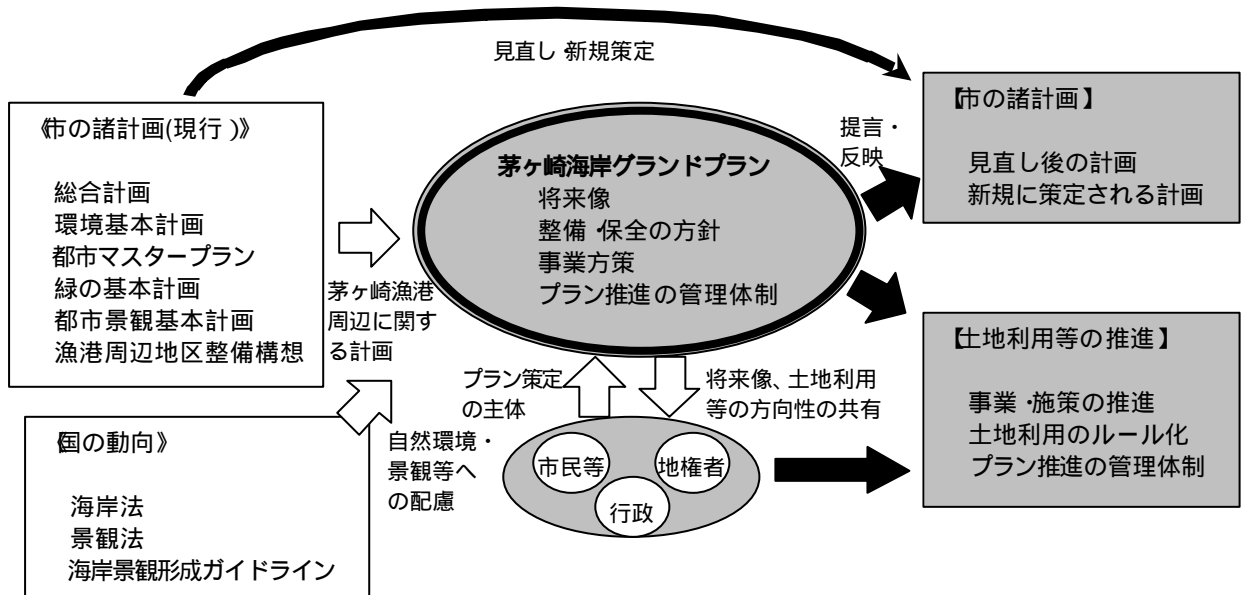 見直し・新規策定
《市の諸計画(現行)》
総合計画
環境基本計画
都市マスタープラン
緑の基本計画
都市景観基本計画
漁港周辺地区整備構想
《国の動向》
海岸法
景観法
海岸景観形成ガイドライン
茅ヶ崎漁港
周辺に関す
る計画
自然環境・
景観等へ
の配慮
茅ヶ崎海岸グランドプラン
将来像
整備・保全の方針
事業方策
プラン推進の管理体制
プラン策定
の主体
将来像、土地利用
等の方向性の共有
市民等
地権者
行政
提言・
反映
【市の諸計画】
見直し後の計画
新規に策定される計画
【土地利用等の推進】
事業・施策の推進
土地利用のルール化
プラン推進の管理体制